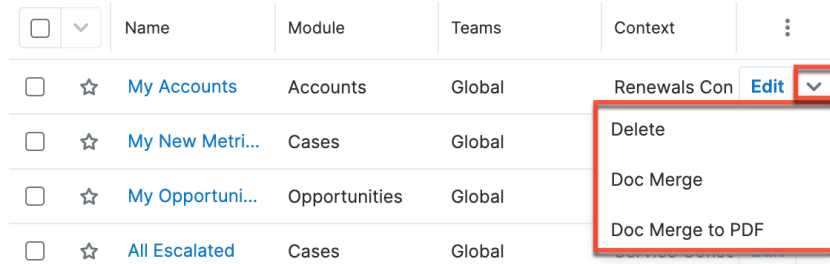 Name Module Teams Context
My Accounts Accounts Global Renewals Con Edit
Delete
My New Metri... Cases Global
Doc Merge
My Opportuni... Opportunities Global
Doc Merge to PDF
All Escalated Cases Global